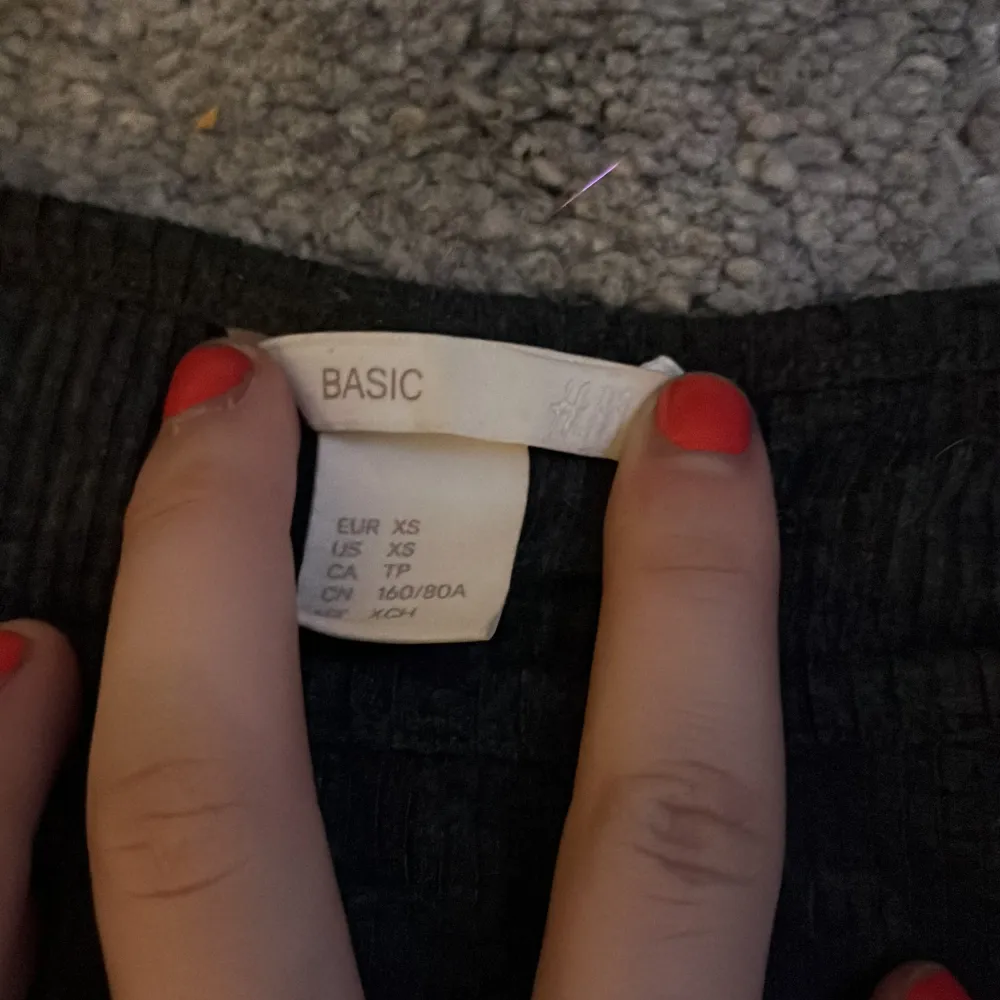 BASIC
EUR XS
US XS
CA TP
CN 160/80A
XCH